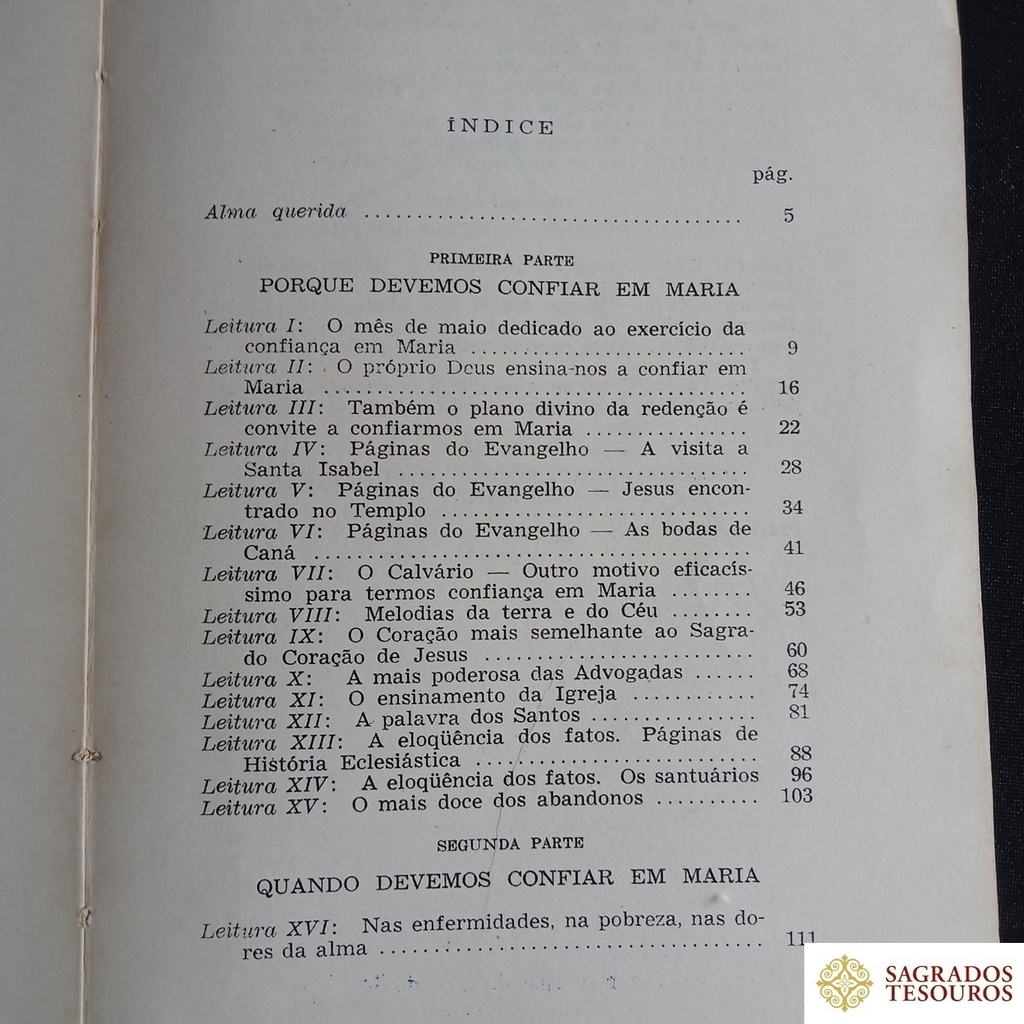 ÍNDICE
pág.
Alma querida ........................................ 5
PRIMEIRA PARTE
PORQUE DEVEMOS CONFIAR EM MARIA
Leitura I: O mês de maio dedicado ao exercício da
confiança em Maria ........................... 9
Leitura II: O próprio Deus ensina-nos a confiar em
Maria .......................................... 16
Leitura III: Também o plano divino da redenção é
convite a confiarmos em Maria ................ 22
Leitura IV: Páginas do Evangelho — A visita a
Santa Isabel .................................. 28
Leitura V: Páginas do Evangelho — Jesus encon-
trado no Templo .............................. 34
Leitura VI: Páginas do Evangelho — As bodas de
Caná .......................................... 41
Leitura VII: O Calvário — Outro motivo eficacís-
simo para termos confiança em Maria ........ 46
Leitura VIII: Melodias da terra e do Céu ........ 53
Leitura IX: O Coração mais semelhante ao Sagra-
do Coração de Jesus .......................... 60
Leitura X: A mais poderosa das Advogadas ...... 68
Leitura XI: O ensinamento da Igreja ............ 74
Leitura XII: A palavra dos Santos ................ 81
Leitura XIII: A eloqüência dos fatos. Páginas de
História Eclesiástica ........................... 88
Leitura XIV: A eloqüência dos fatos. Os santuários 96
Leitura XV: O mais doce dos abandonos .......... 103
SEGUNDA PARTE
QUANDO DEVEMOS CONFIAR EM MARIA
Leitura XVI: Nas enfermidades, na pobreza, nas do-
res da alma ..................................... 111
SAGRADOS
TESOUROS